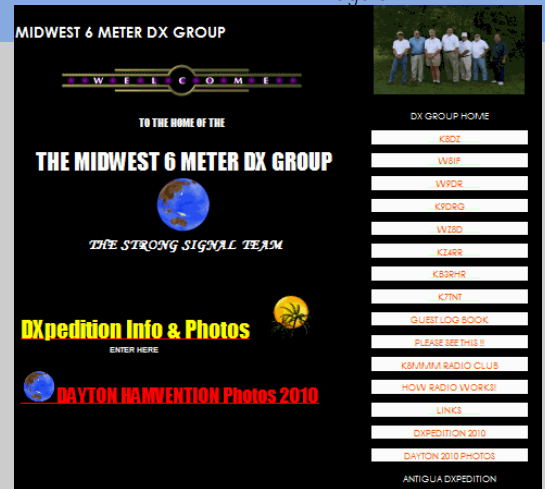 MIDWEST 6 METER DX GROUP
WELCOME
TO THE HOME OF THE
THE MIDWEST 6 METER DX GROUP
THE STRONG SIGNAL TEAM
DXpedition Info & Photos
ENTER HERE
DAYTON HAMVENTION Photos 2010
DX GROUP HOME
K8DZ
W8IF
W9DR
K9DRG
WZ8D
KZ4RR
KB3RHR
K7TNT
GUEST LOG BOOK
PLEASE SEE THIS !!
K8MMM RADIO CLUB
HOW RADIO WORKS!
LINKS
DXPEDITION 2010
DAYTON 2010 PHOTOS
ANTIGUA DXPEDITION